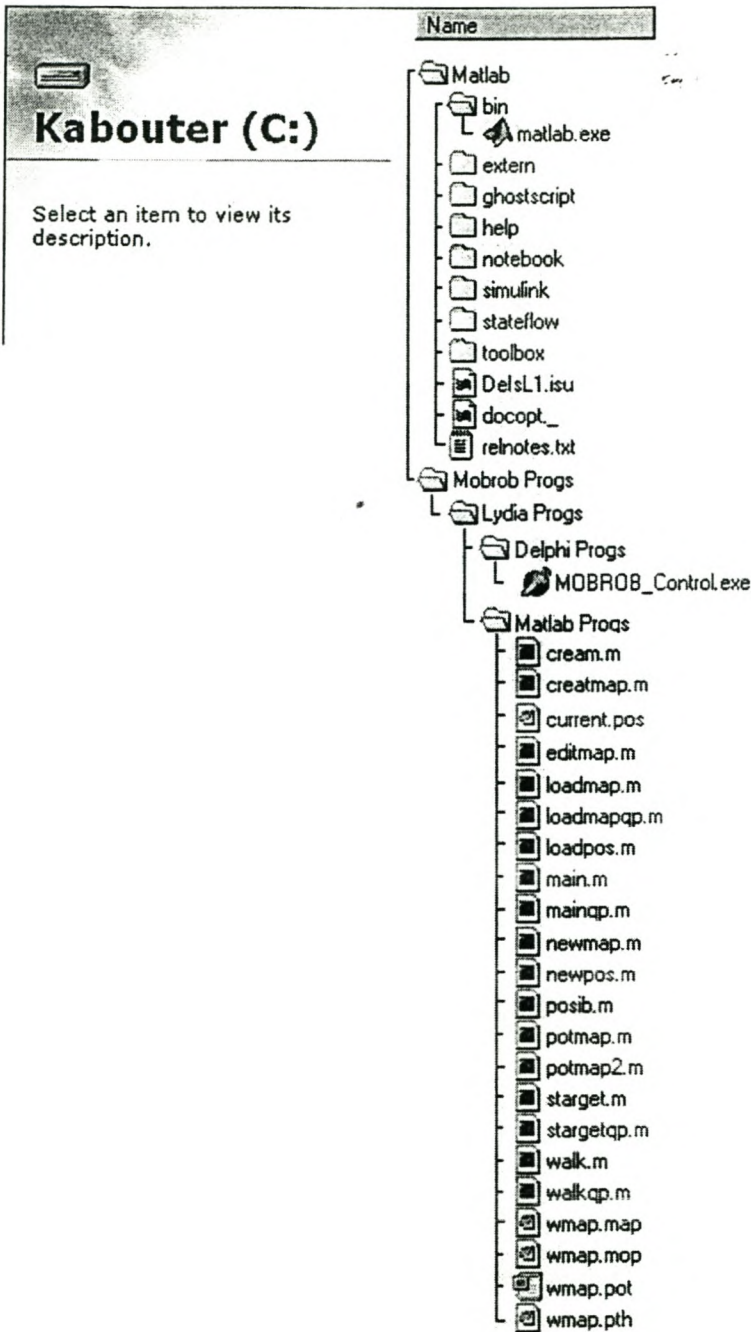 Name
Kabouter (C:)
Select an item to view its
description.
Matlab
bin
matlab.exe
extern
ghostscript
help
notebook
simulink
stateflow
toolbox
DeIsL1.isu
docopt._
relnotes.txt
Mobrob Progs
Lydia Progs
Delphi Progs
MOBROB_Control.exe
Matlab Progs
cream.m
creatmap.m
current.pos
editmap.m
loadmap.m
loadmapqp.m
loadpos.m
main.m
mainqp.m
newmap.m
newpos.m
posib.m
potmap.m
potmap2.m
starget.m
stargetqp.m
walk.m
walkqp.m
wmap.map
wmap.mop
wmap.pot
wmap.pth